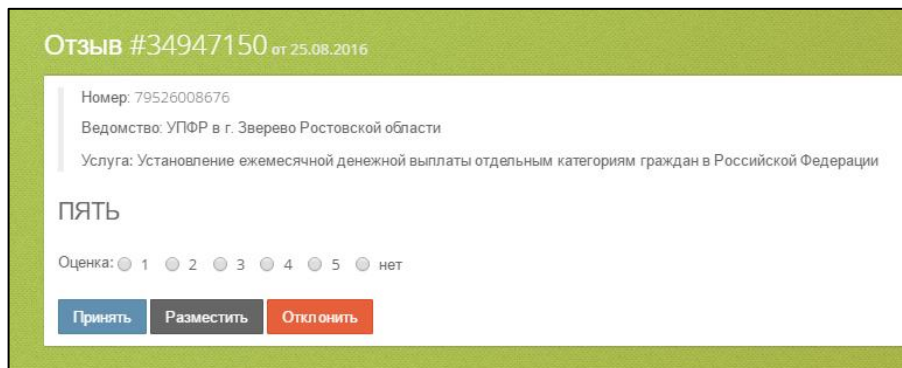 Отзыв #34947150 от 25.08.2016
Номер: 79526008676
Ведомство: УПФР в г. Зверево Ростовской области
Услуга: Установление ежемесячной денежной выплаты отдельным категориям граждан в Российской Федерации
ПЯТЬ
Оценка: 1 2 3 4 5 нет
Принять Разместить Отклонить